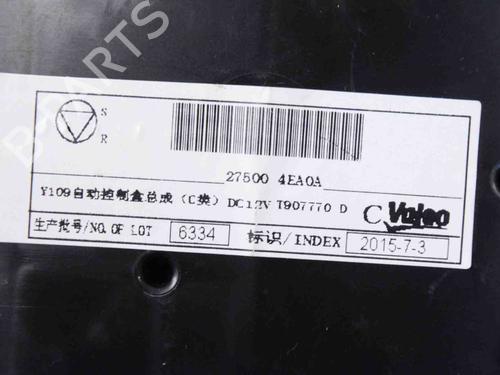 S
R
27500 4EA0A
Y109自动控制盒总成（C类）DC12V T907770 D
C Valeo
生产批号/NO.OF LOT 6334 标识/INDEX 2015-7-3
B-PARTS